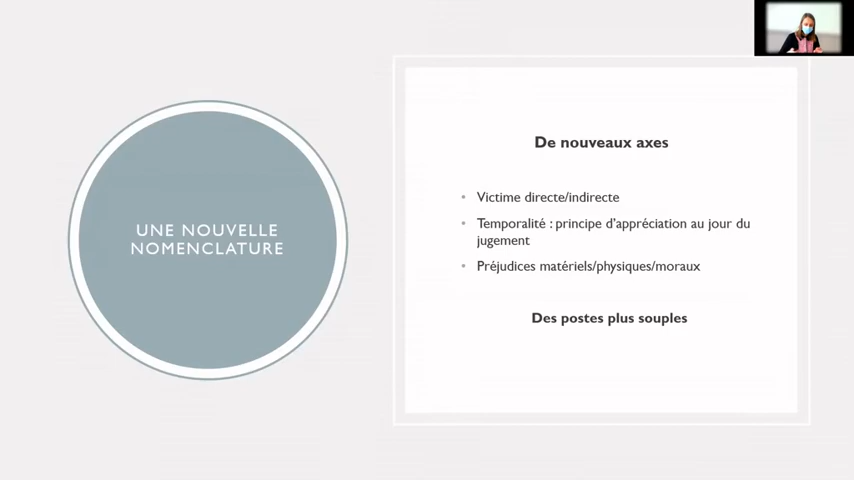 UNE NOUVELLE
NOMENCLATURE
De nouveaux axes
• Victime directe/indirecte
• Temporalité : principe d'appréciation au jour du
jugement
• Préjudices matériels/physiques/moraux
Des postes plus souples